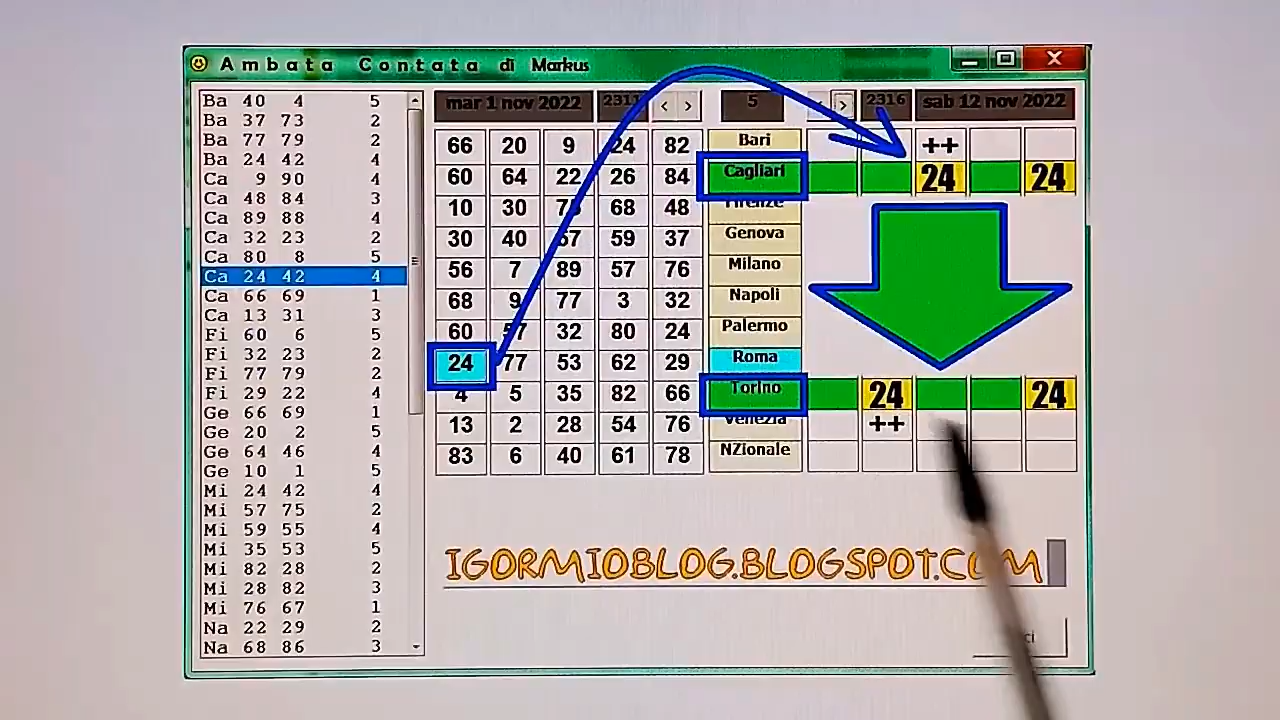 Ambata Contata di Markus
Ba 40 4 5
Ba 37 73 2
Ba 77 79 2
Ba 24 42 4
Ca 9 90 4
Ca 48 84 3
Ca 89 88 4
Ca 32 23 2
Ca 80 8 5
Ca 24 42 4
Ca 66 69 1
Ca 13 31 3
Fi 60 6 5
Fi 32 23 2
Fi 77 79 2
Fi 29 22 4
Ge 66 69 1
Ge 20 2 5
Ge 64 46 4
Ge 10 1 5
Mi 24 42 4
Mi 57 75 2
Mi 59 55 4
Mi 35 53 5
Mi 82 28 2
Mi 28 82 3
Mi 76 67 1
Na 22 29 2
Na 68 86 3
mar 1 nov 2022 2311 < > 5 > 2316 sab 12 nov 2022
66 20 9 24 82 Bari ++
60 64 22 26 84 Cagliari 24 24
10 30 68 48 Firenze
30 40 57 59 37 Genova
56 7 89 57 76 Milano
68 9 77 3 32 Napoli
60 57 32 80 24 Palermo
24 77 53 62 29 Roma
4 5 35 82 66 Torino 24 24
13 2 28 54 76 Venezia ++
83 6 40 61 78 NZionale
IGORMIOBLOG.BLOGSPOT.COM